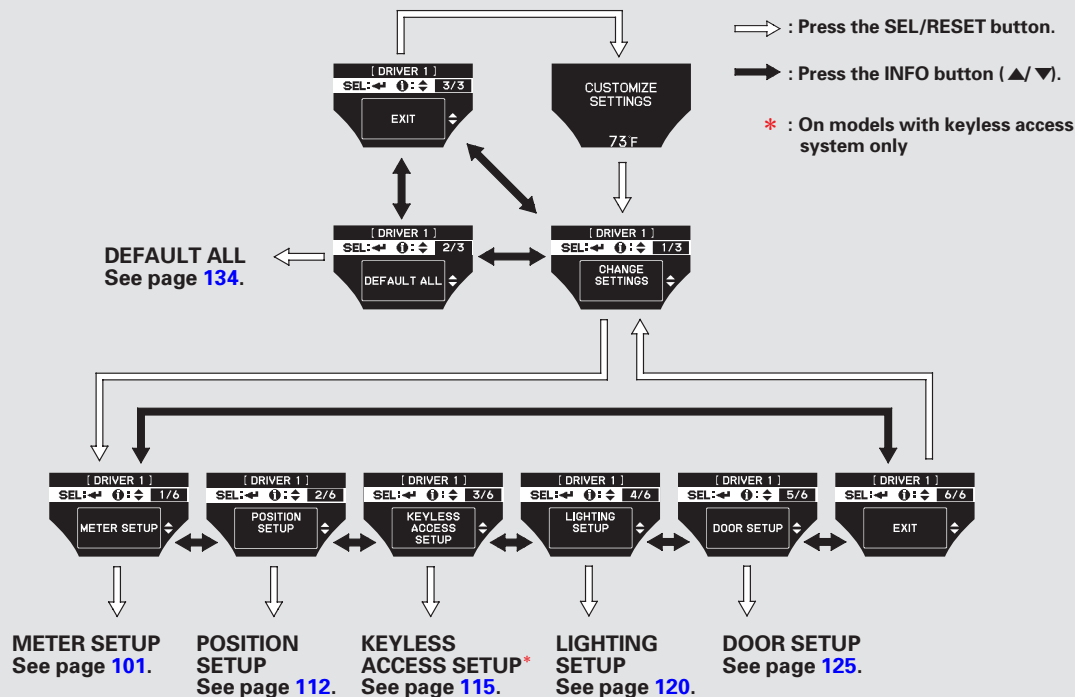 : Press the SEL/RESET button.
: Press the INFO button (▲/▼).
* : On models with keyless access
system only
[ DRIVER 1 ]
SEL:↵ ⓘ:⬍ 3/3
EXIT
CUSTOMIZE
SETTINGS
73°F
[ DRIVER 1 ]
SEL:↵ ⓘ:⬍ 2/3
DEFAULT ALL
[ DRIVER 1 ]
SEL:↵ ⓘ:⬍ 1/3
CHANGE
SETTINGS
DEFAULT ALL
See page 134.
[ DRIVER 1 ]
SEL:↵ ⓘ:⬍ 1/6
METER SETUP
[ DRIVER 1 ]
SEL:↵ ⓘ:⬍ 2/6
POSITION
SETUP
[ DRIVER 1 ]
SEL:↵ ⓘ:⬍ 3/6
KEYLESS
ACCESS
SETUP
[ DRIVER 1 ]
SEL:↵ ⓘ:⬍ 4/6
LIGHTING
SETUP
[ DRIVER 1 ]
SEL:↵ ⓘ:⬍ 5/6
DOOR SETUP
[ DRIVER 1 ]
SEL:↵ ⓘ:⬍ 6/6
EXIT
METER SETUP
See page 101.
POSITION
SETUP
See page 112.
KEYLESS
ACCESS SETUP*
See page 115.
LIGHTING
SETUP
See page 120.
DOOR SETUP
See page 125.